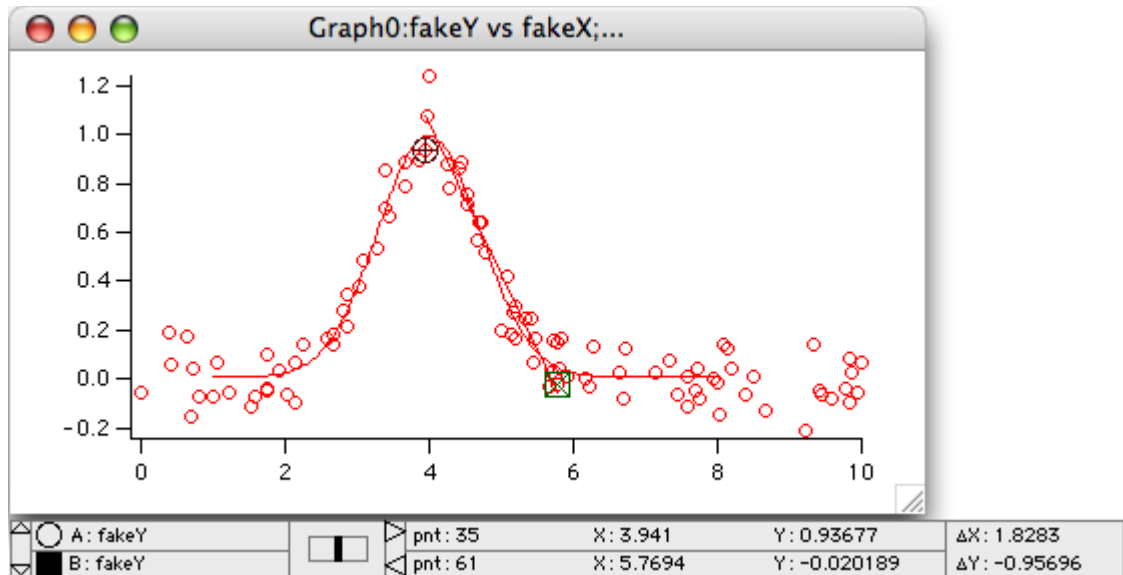 Graph0:fakeY vs fakeX;...
1.2
1.0
0.8
0.6
0.4
0.2
0.0
-0.2
0 2 4 6 8 10
A: fakeY pnt: 35 X: 3.941 Y: 0.93677 ΔX: 1.8283
B: fakeY pnt: 61 X: 5.7694 Y: -0.020189 ΔY: -0.95696